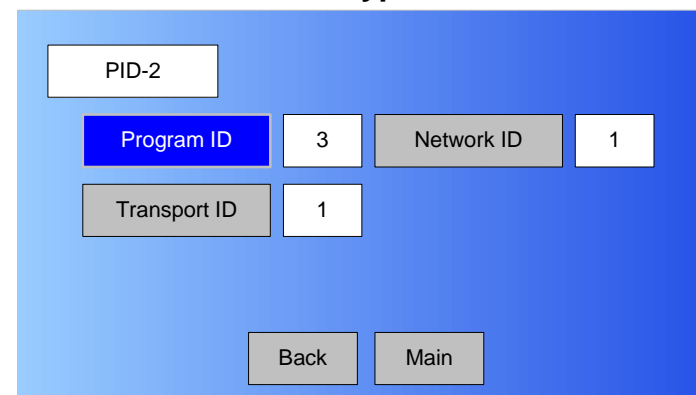 PID-2
Program ID 3 Network ID 1
Transport ID 1
Back Main